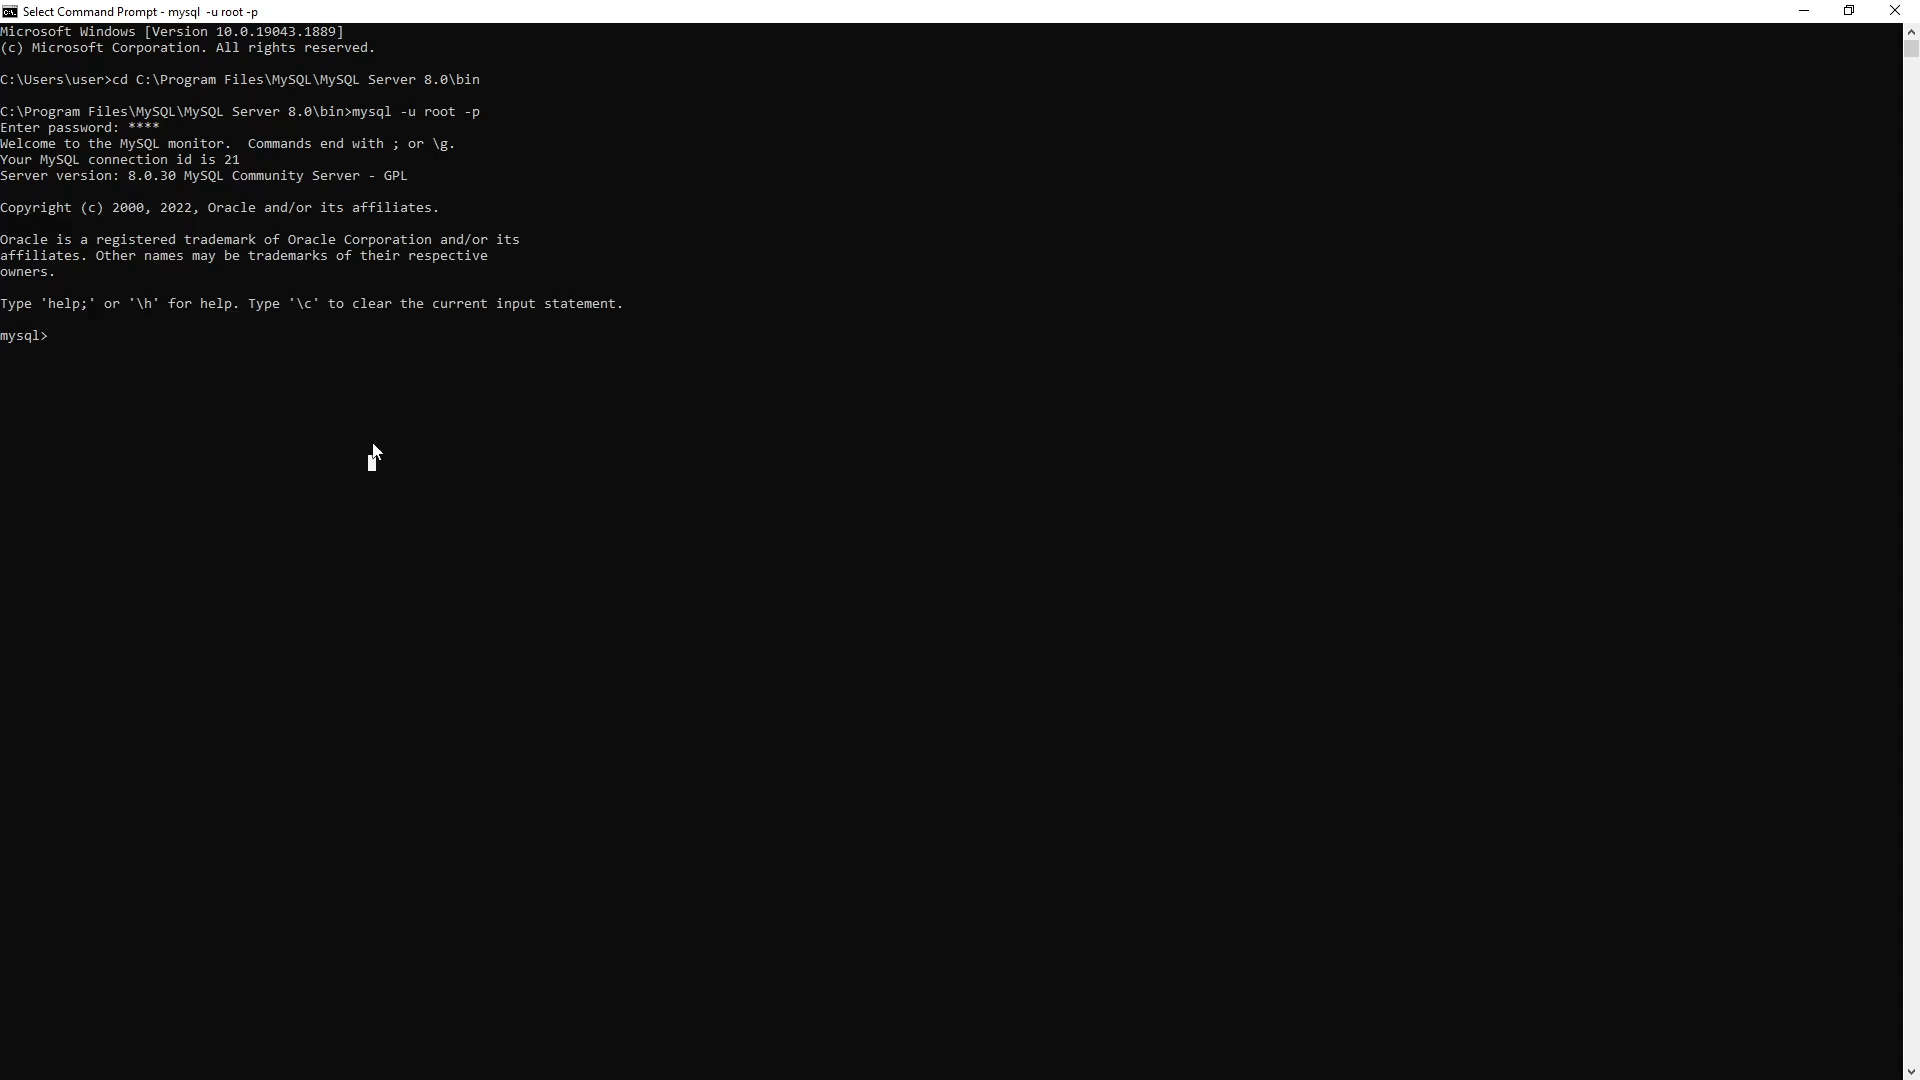 Select Command Prompt - mysql  -u root -p
Microsoft Windows [Version 10.0.19043.1889]
(c) Microsoft Corporation. All rights reserved.
C:\Users\user>cd C:\Program Files\MySQL\MySQL Server 8.0\bin
C:\Program Files\MySQL\MySQL Server 8.0\bin>mysql -u root -p
Enter password: ****
Welcome to the MySQL monitor.  Commands end with ; or \g.
Your MySQL connection id is 21
Server version: 8.0.30 MySQL Community Server - GPL
Copyright (c) 2000, 2022, Oracle and/or its affiliates.
Oracle is a registered trademark of Oracle Corporation and/or its
affiliates. Other names may be trademarks of their respective
owners.
Type 'help;' or '\h' for help. Type '\c' to clear the current input statement.
mysql>